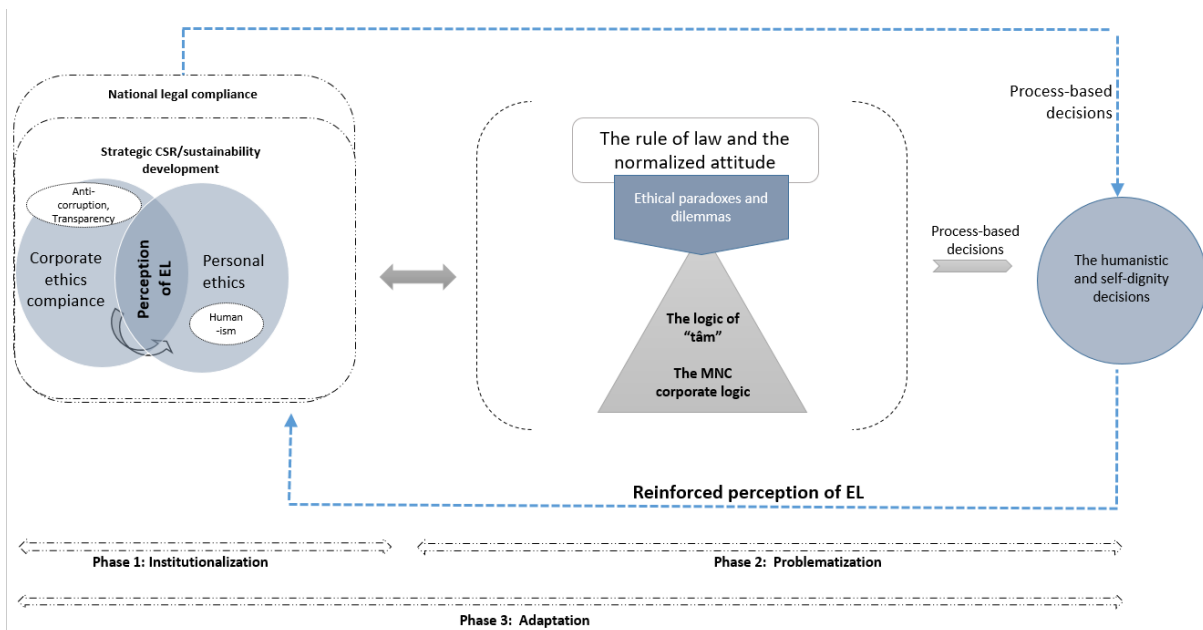 National legal compliance
Strategic CSR/sustainability
development
Anti-
corruption,
Transparency
Corporate
ethics
compiance
Perception
of EL
Personal
ethics
Human
-ism
The rule of law and the
normalized attitude
Ethical paradoxes and
dilemmas
The logic of
“tâm”
The MNC
corporate logic
Process-based
decisions
Process-based
decisions
The humanistic
and self-dignity
decisions
Reinforced perception of EL
Phase 1: Institutionalization
Phase 2: Problematization
Phase 3: Adaptation